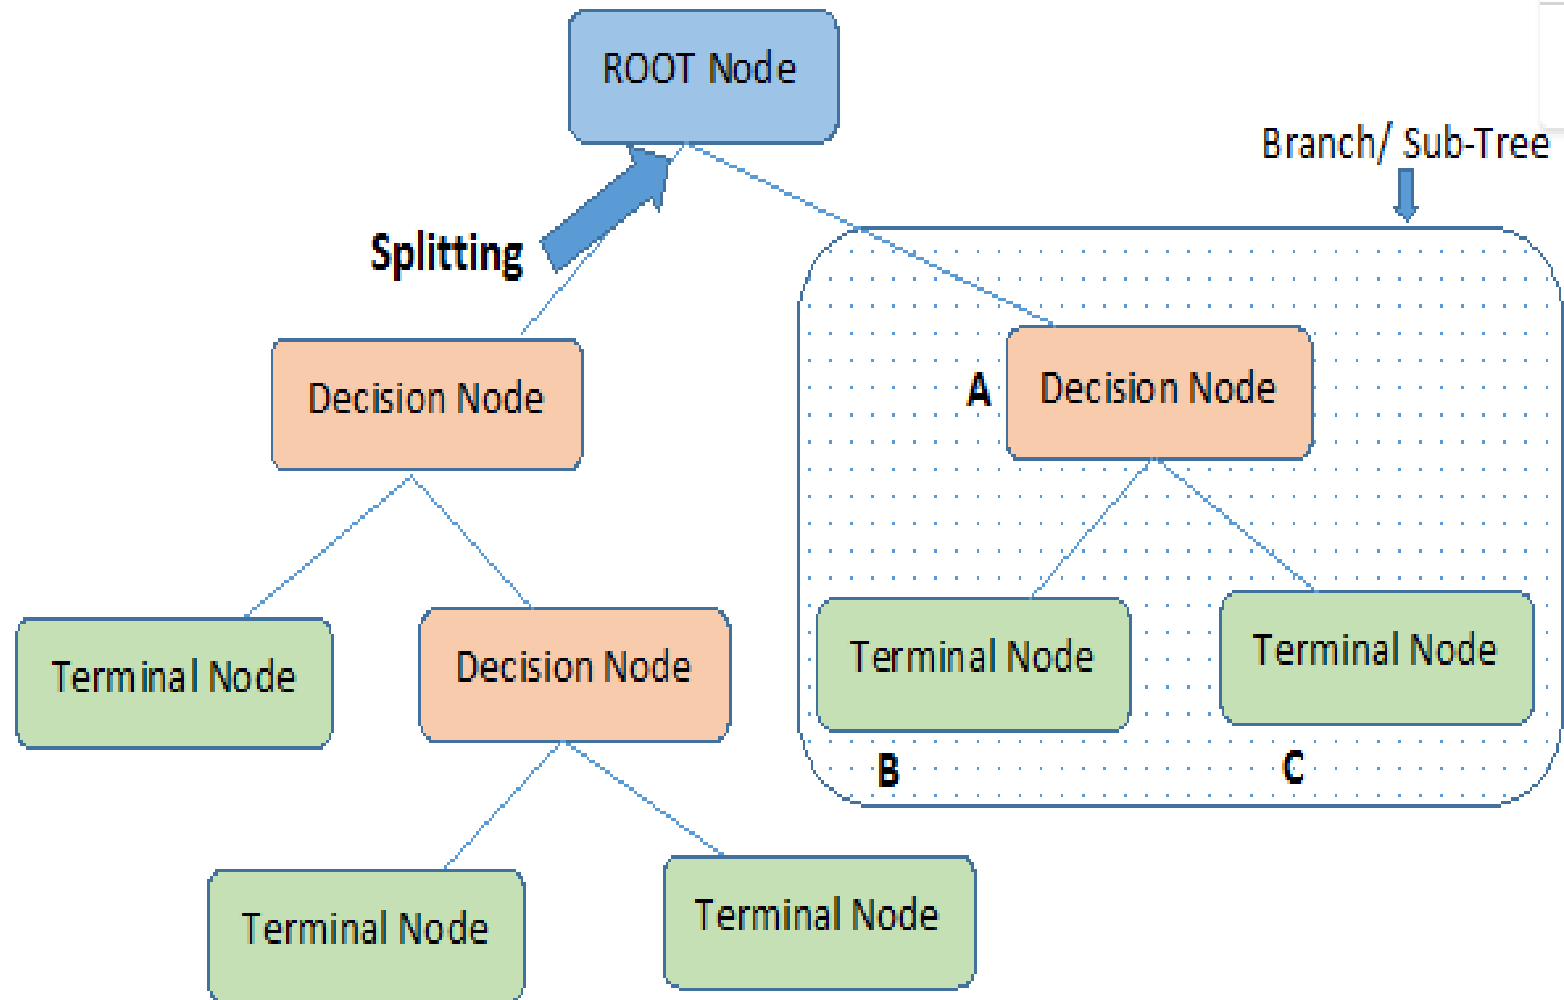 ROOT Node
Branch/ Sub-Tree
Splitting
Decision Node
A
Decision Node
Terminal Node
Decision Node
Terminal Node
Terminal Node
B
C
Terminal Node
Terminal Node